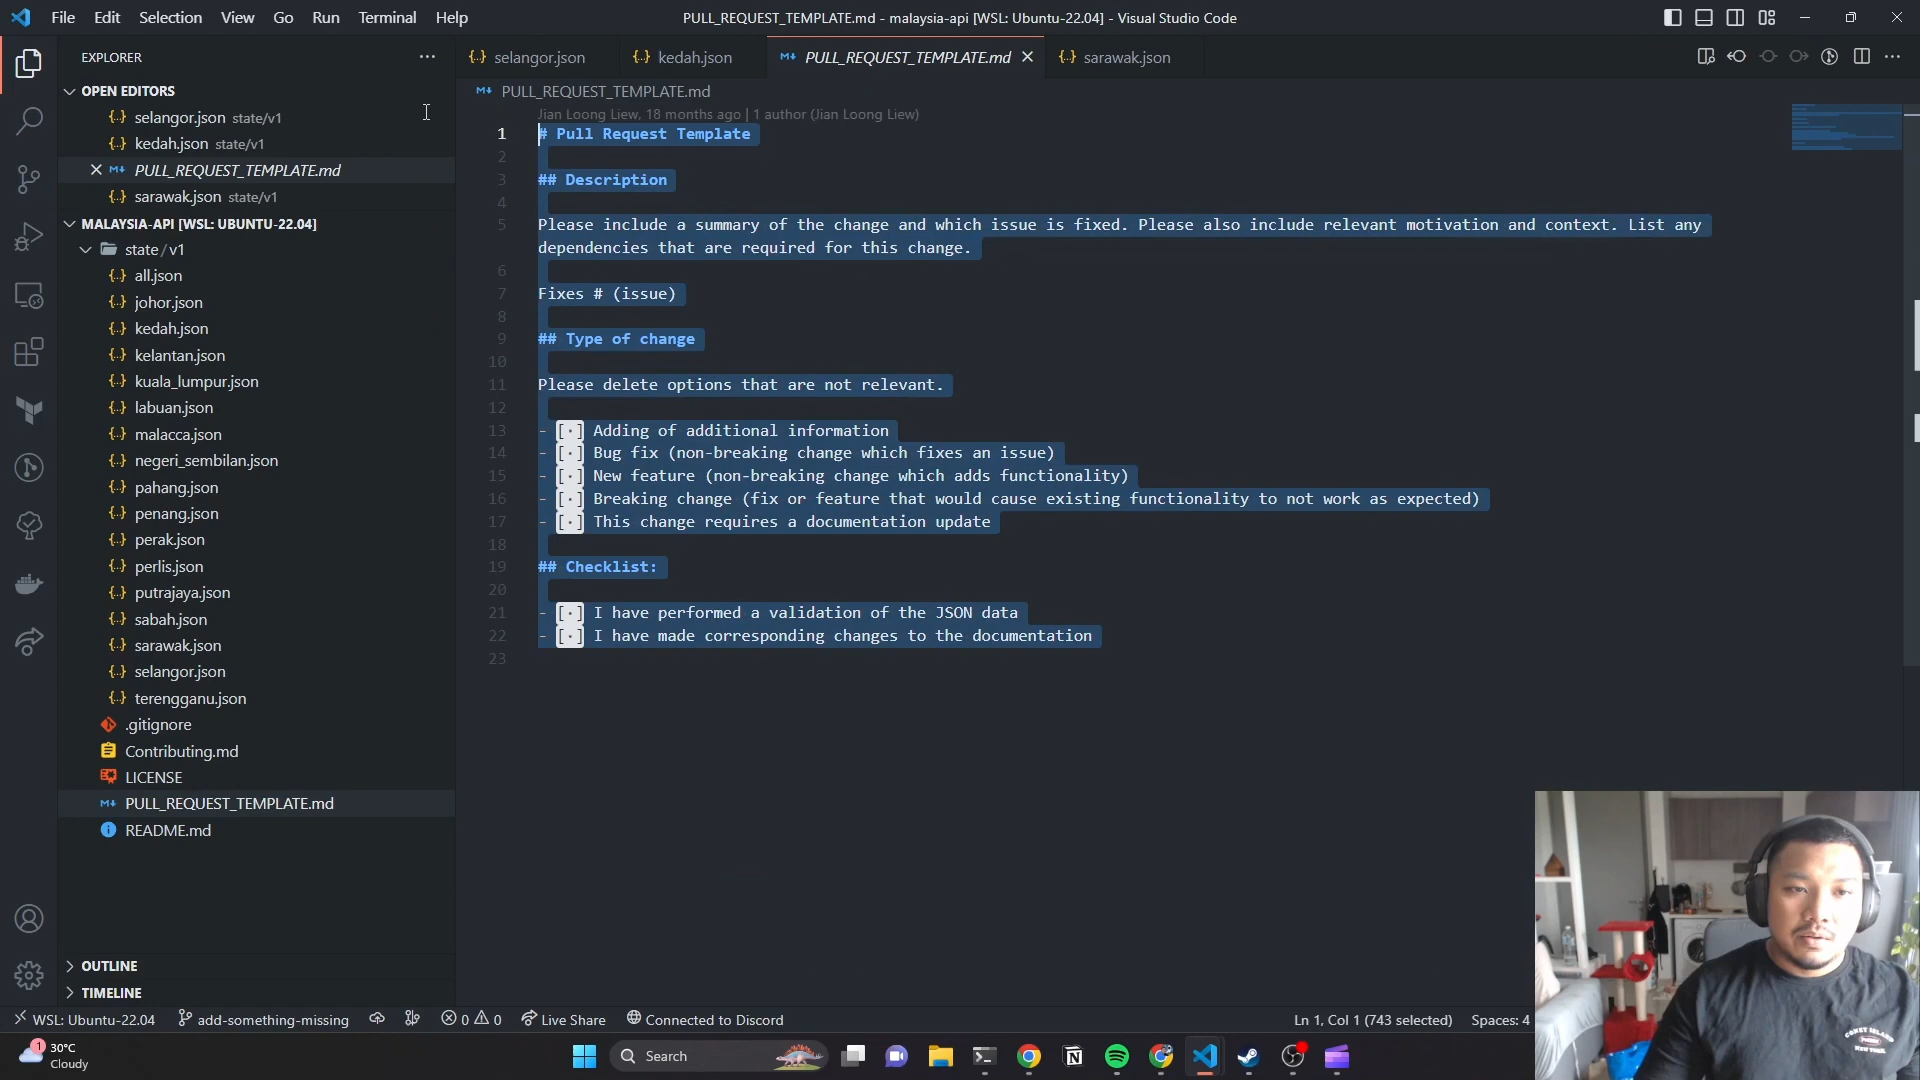 File Edit Selection View Go Run Terminal Help
PULL_REQUEST_TEMPLATE.md - malaysia-api [WSL: Ubuntu-22.04] - Visual Studio Code
EXPLORER
selangor.json kedah.json PULL_REQUEST_TEMPLATE.md sarawak.json
OPEN EDITORS
selangor.json state/v1
kedah.json state/v1
PULL_REQUEST_TEMPLATE.md
sarawak.json state/v1
MALAYSIA-API [WSL: UBUNTU-22.04]
state/v1
all.json
johor.json
kedah.json
kelantan.json
kuala_lumpur.json
labuan.json
malacca.json
negeri_sembilan.json
pahang.json
penang.json
perak.json
perlis.json
putrajaya.json
sabah.json
sarawak.json
selangor.json
terengganu.json
.gitignore
Contributing.md
LICENSE
PULL_REQUEST_TEMPLATE.md
README.md
OUTLINE
TIMELINE
PULL_REQUEST_TEMPLATE.md
Jian Loong Liew, 18 months ago | 1 author (Jian Loong Liew)
1 # Pull Request Template
2
3 ## Description
4
5 Please include a summary of the change and which issue is fixed. Please also include relevant motivation and context. List any
dependencies that are required for this change.
6
7 Fixes # (issue)
8
9 ## Type of change
10
11 Please delete options that are not relevant.
12
13 - [·] Adding of additional information
14 - [·] Bug fix (non-breaking change which fixes an issue)
15 - [·] New feature (non-breaking change which adds functionality)
16 - [·] Breaking change (fix or feature that would cause existing functionality to not work as expected)
17 - [·] This change requires a documentation update
18
19 ## Checklist:
20
21 - [·] I have performed a validation of the JSON data
22 - [·] I have made corresponding changes to the documentation
23
WSL: Ubuntu-22.04 add-something-missing 0 0 Live Share Connected to Discord
Ln 1, Col 1 (743 selected) Spaces: 4
1
30°C
Cloudy
Search
CONEY ISLAND
NEW YORK